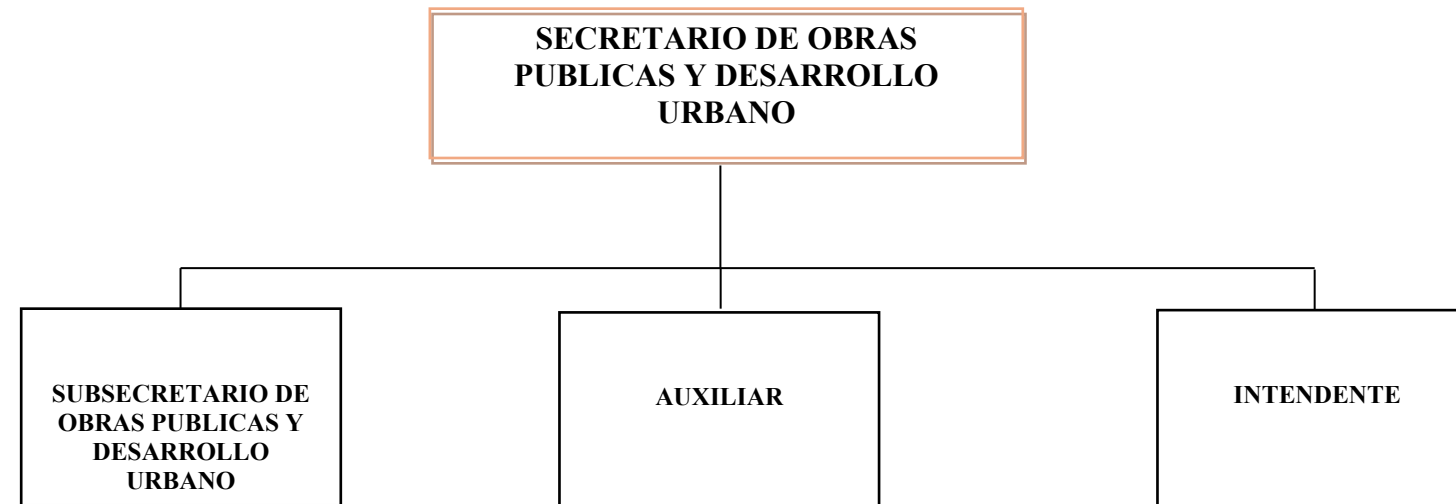 SECRETARIO DE OBRAS
PUBLICAS Y DESARROLLO
URBANO
SUBSECRETARIO DE
OBRAS PUBLICAS Y
DESARROLLO
URBANO
AUXILIAR
INTENDENTE